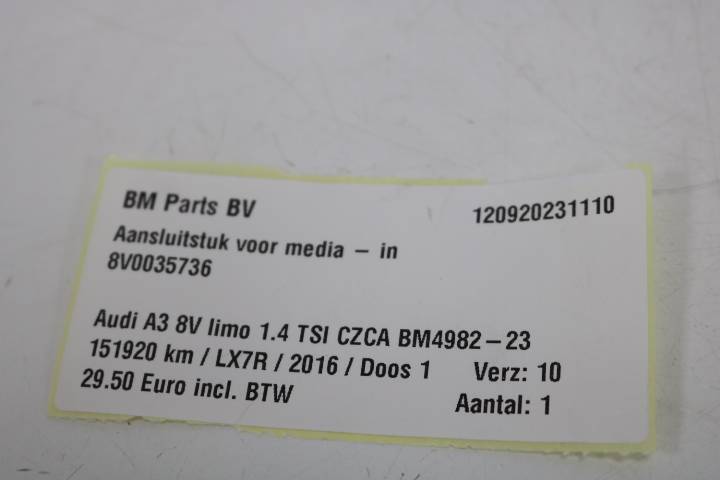 BM Parts BV 120920231110
Aansluitstuk voor media – in
8V0035736
Audi A3 8V limo 1.4 TSI CZCA BM4982–23
151920 km / LX7R / 2016 / Doos 1 Verz: 10
29.50 Euro incl. BTW Aantal: 1